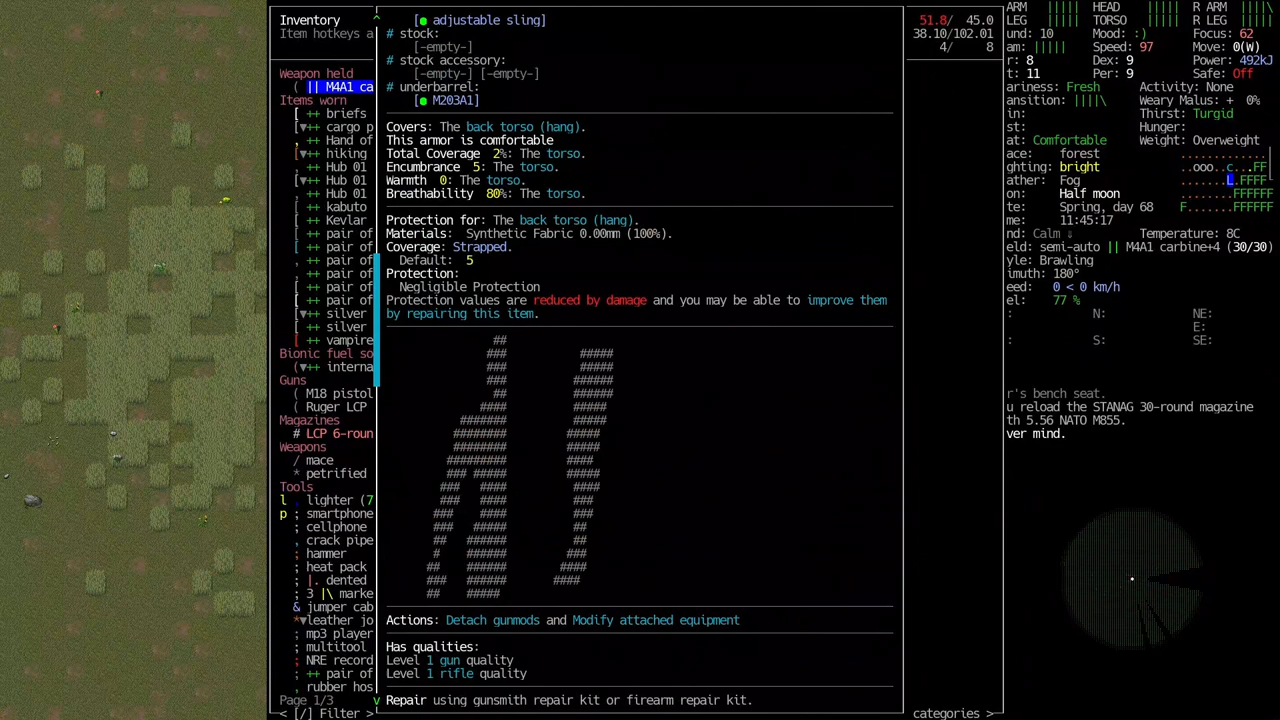 Inventory
Item hotkeys a
Weapon held
( || M4A1 ca
Items worn
[ ++ briefs
[▼++ cargo p
, ++ Hand of
[▼++ hiking
[ ++ Hub 01
[▼++ Hub 01
[ ++ Hub 01
[ ++ kabuto
[ ++ Kevlar
[ ++ pair of
[ ++ pair of
, ++ pair of
, ++ pair of
[ ++ pair of
[ ++ pair of
[▼++ silver
[ ++ silver
[ ++ vampire
Bionic fuel so
(▼++ interna
Guns
( M18 pistol
( Ruger LCP
Magazines
# LCP 6-roun
Weapons
/ mace
* petrified
Tools
l , lighter (7
p ; smartphone
; cellphone
, crack pipe
; hammer
; heat pack
; |. dented
; 3 |\ marke
& jumper cab
*▼leather jo
; mp3 player
; multitool
; NRE record
; ++ pair of
, rubber hos
Page 1/3
< [/] Filter >
^
v
[● adjustable sling]
# stock:
[-empty-]
# stock accessory:
[-empty-] [-empty-]
# underbarrel:
[● M203A1]
Covers: The back torso (hang).
This armor is comfortable
Total Coverage 2%: The torso.
Encumbrance 5: The torso.
Warmth 0: The torso.
Breathability 80%: The torso.
Protection for: The back torso (hang).
Materials: Synthetic Fabric 0.00mm (100%).
Coverage: Strapped.
Default: 5
Protection:
Negligible Protection
Protection values are reduced by damage and you may be able to improve them
by repairing this item.
## 
### #####
### #####
### ######
## ######
#### #####
####### #####
######## #####
######## ####
######### ####
### #### #####
### #### ####
### #### ###
### #### ###
### ##### ##
## ###### ##
# ###### ###
## ###### ####
### ###### ####
## #####
Actions: Detach gunmods and Modify attached equipment
Has qualities:
Level 1 gun quality
Level 1 rifle quality
Repair using gunsmith repair kit or firearm repair kit.
51.8/ 45.0
38.10/102.01
4/ 8
categories >
ARM |||||  HEAD |||||  R ARM ||||\
LEG |||||  TORSO |||||  R LEG |||||
und: 10 Mood: :) Focus: 62
am: ||||| Speed: 97 Move: 0(W)
r: 8 Dex: 9 Power: 492kJ
t: 11 Per: 9 Safe: Off
ariness: Fresh Activity: None
ansition: ||||\ Weary Malus: + 0%
in: Thirst: Turgid
st: Hunger:
at: Comfortable Weight: Overweight
ace: forest
ghting: bright ..ooo..c...FF
ather: Fog .......L.FFFF
on: Half moon FFFFFF
te: Spring, day 68 F.......FFFFFF
me: 11:45:17
nd: Calm ⇓ Temperature: 8C
eld: semi-auto || M4A1 carbine+4 (30/30)
yle: Brawling
imuth: 180°
eed: 0 < 0 km/h
el: 77 %
: N: NE:
E:
: S: SE:
r's bench seat.
u reload the STANAG 30-round magazine
th 5.56 NATO M855.
ver mind.